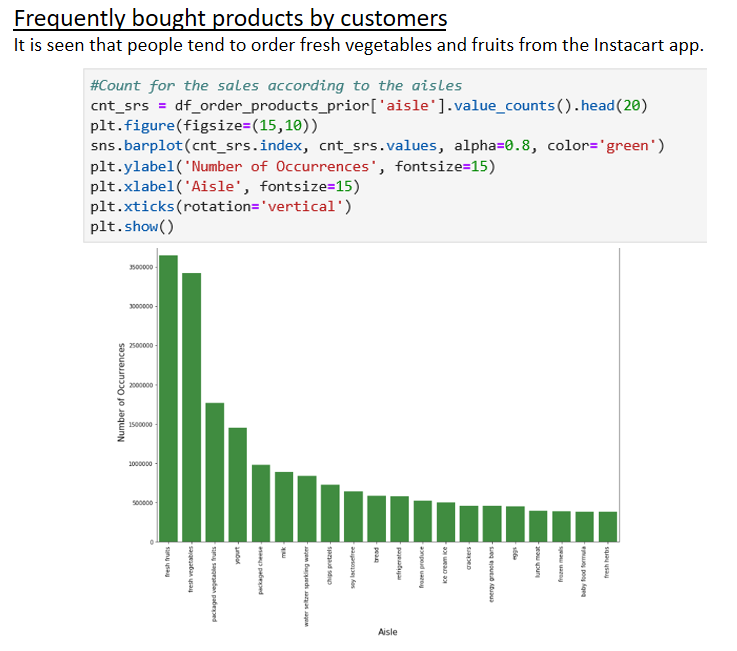 Frequently bought products by customers
It is seen that people tend to order fresh vegetables and fruits from the Instacart app.
#Count for the sales according to the aisles
cnt_srs = df_order_products_prior['aisle'].value_counts().head(20)
plt.figure(figsize=(15,10))
sns.barplot(cnt_srs.index, cnt_srs.values, alpha=0.8, color='green')
plt.ylabel('Number of Occurrences', fontsize=15)
plt.xlabel('Aisle', fontsize=15)
plt.xticks(rotation='vertical')
plt.show()
Number of Occurrences
3500000
3000000
2500000
2000000
1500000
1000000
500000
0
fresh fruits
fresh vegetables
packaged vegetables fruits
yogurt
packaged cheese
milk
water seltzer sparkling water
chips pretzels
soy lactosefree
bread
refrigerated
frozen produce
ice cream ice
crackers
energy granola bars
eggs
lunch meat
frozen meals
baby food formula
fresh herbs
Aisle